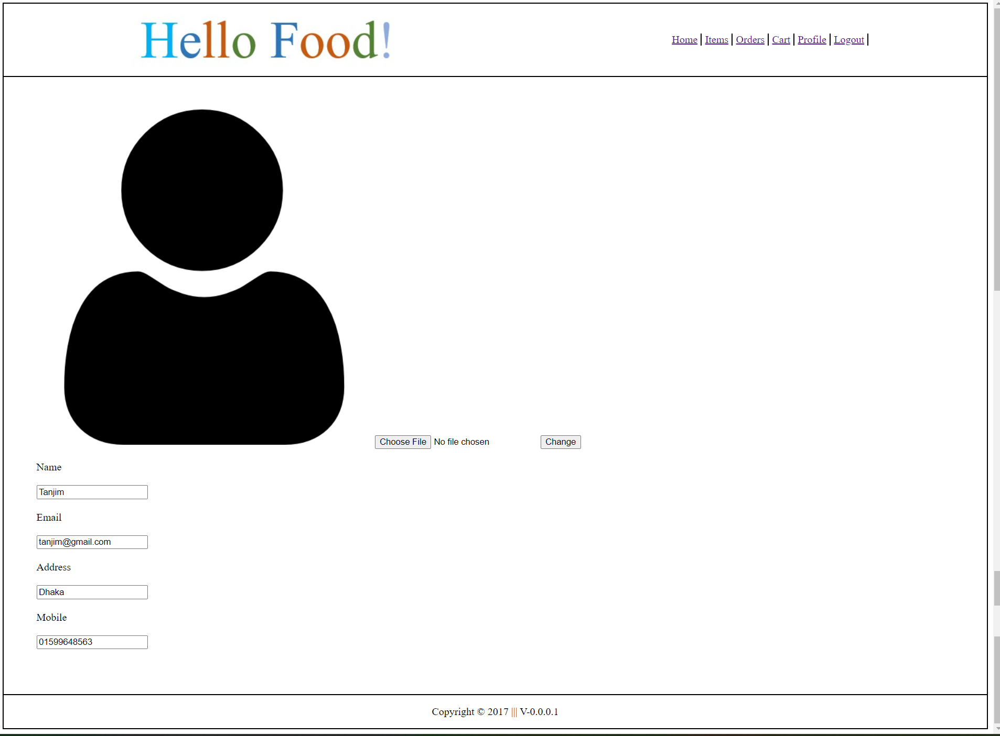 Hello Food!
Home | Items | Orders | Cart | Profile | Logout |
Choose File No file chosen Change
Name
Tanjim
Email
tanjim@gmail.com
Address
Dhaka
Mobile
01599648563
Copyright © 2017 ||| V-0.0.0.1